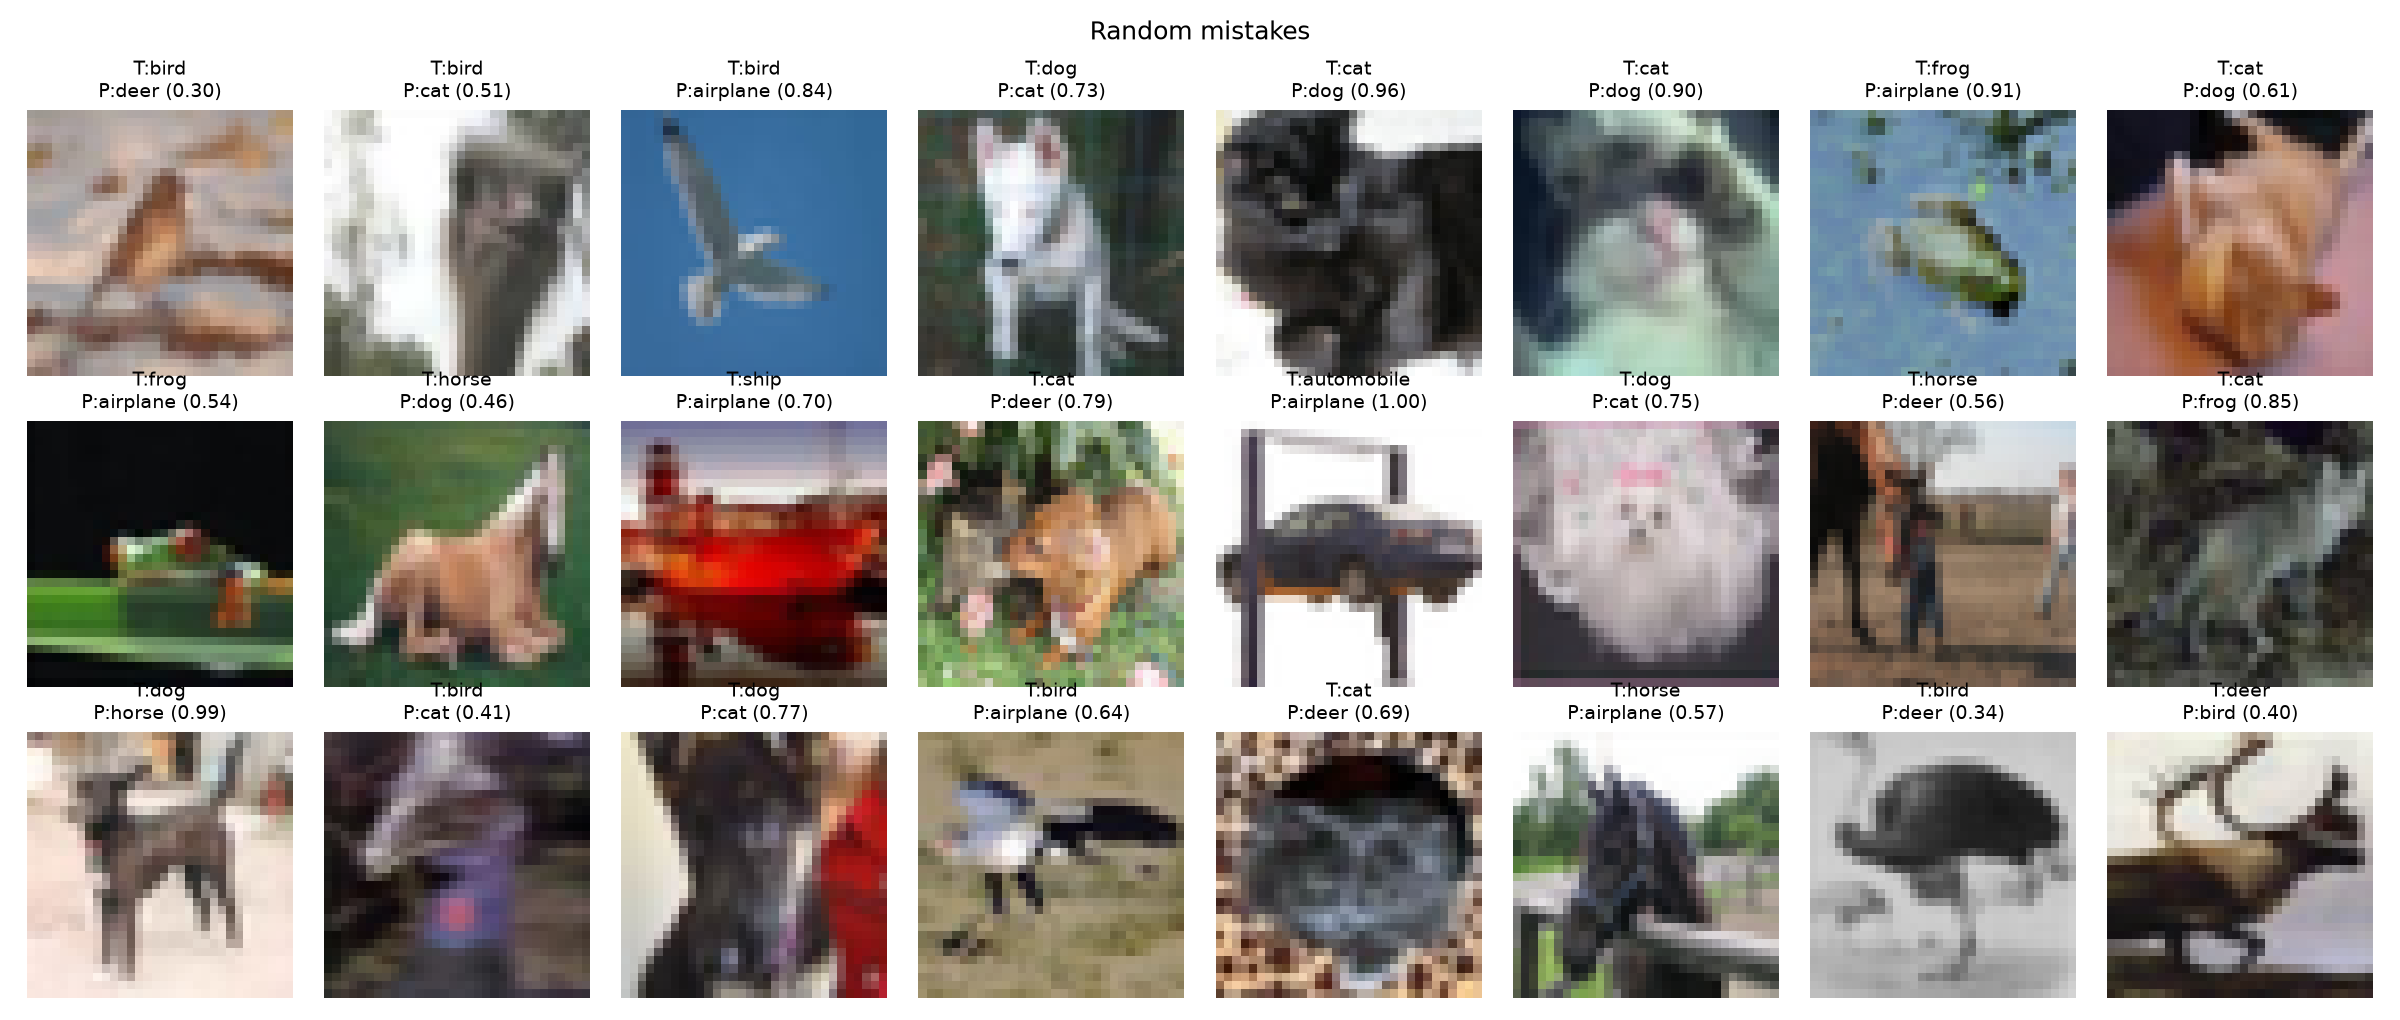 Random mistakes
T:bird
P:deer (0.30)
T:bird
P:cat (0.51)
T:bird
P:airplane (0.84)
T:dog
P:cat (0.73)
T:cat
P:dog (0.96)
T:cat
P:dog (0.90)
T:frog
P:airplane (0.91)
T:cat
P:dog (0.61)
T:frog
P:airplane (0.54)
T:horse
P:dog (0.46)
T:ship
P:airplane (0.70)
T:cat
P:deer (0.79)
T:automobile
P:airplane (1.00)
T:dog
P:cat (0.75)
T:horse
P:deer (0.56)
T:cat
P:frog (0.85)
T:dog
P:horse (0.99)
T:bird
P:cat (0.41)
T:dog
P:cat (0.77)
T:bird
P:airplane (0.64)
T:cat
P:deer (0.69)
T:horse
P:airplane (0.57)
T:bird
P:deer (0.34)
T:deer
P:bird (0.40)